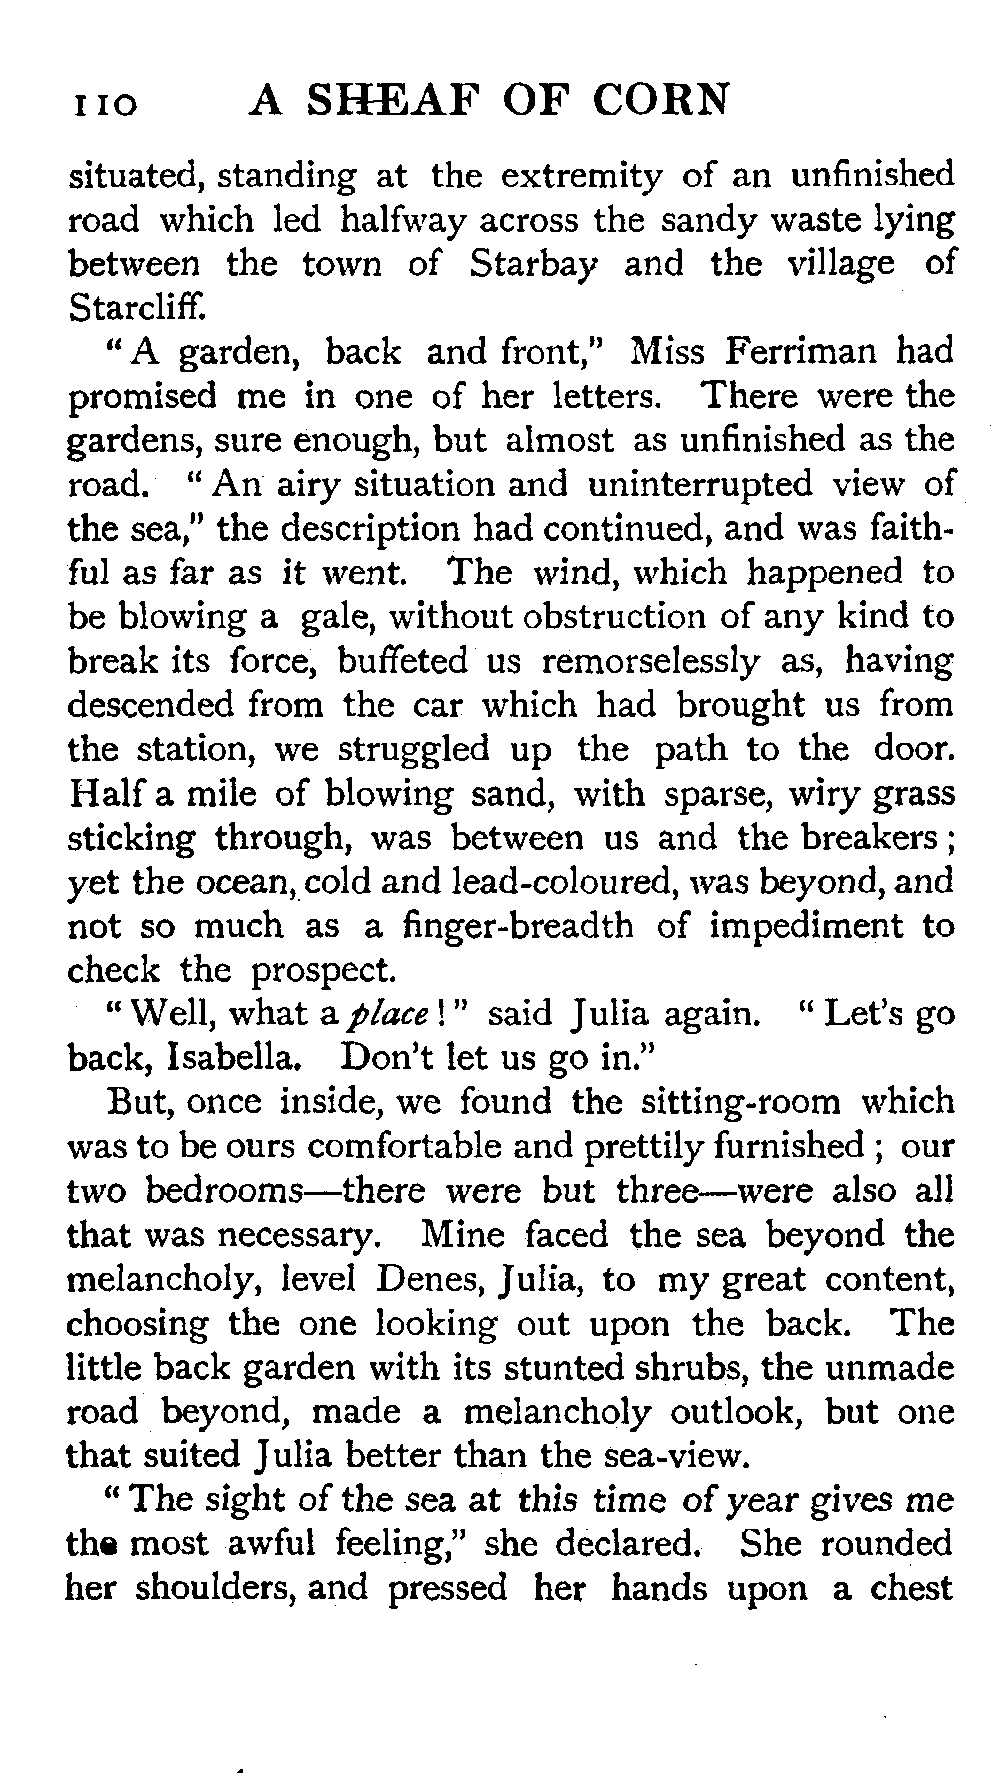 110 A SHEAF OF CORN
situated, standing at the extremity of an unfinished
road which led halfway across the sandy waste lying
between the town of Starbay and the village of
Starcliff.
“A garden, back and front,” Miss Ferriman had
promised me in one of her letters. There were the
gardens, sure enough, but almost as unfinished as the
road. “An airy situation and uninterrupted view of
the sea,” the description had continued, and was faith-
ful as far as it went. The wind, which happened to
be blowing a gale, without obstruction of any kind to
break its force, buffeted us remorselessly as, having
descended from the car which had brought us from
the station, we struggled up the path to the door.
Half a mile of blowing sand, with sparse, wiry grass
sticking through, was between us and the breakers;
yet the ocean, cold and lead-coloured, was beyond, and
not so much as a finger-breadth of impediment to
check the prospect.
“Well, what a place!” said Julia again. “Let's go
back, Isabella. Don't let us go in.”
But, once inside, we found the sitting-room which
was to be ours comfortable and prettily furnished; our
two bedrooms—there were but three—were also all
that was necessary. Mine faced the sea beyond the
melancholy, level Denes, Julia, to my great content,
choosing the one looking out upon the back. The
little back garden with its stunted shrubs, the unmade
road beyond, made a melancholy outlook, but one
that suited Julia better than the sea-view.
“The sight of the sea at this time of year gives me
the most awful feeling,” she declared. She rounded
her shoulders, and pressed her hands upon a chest